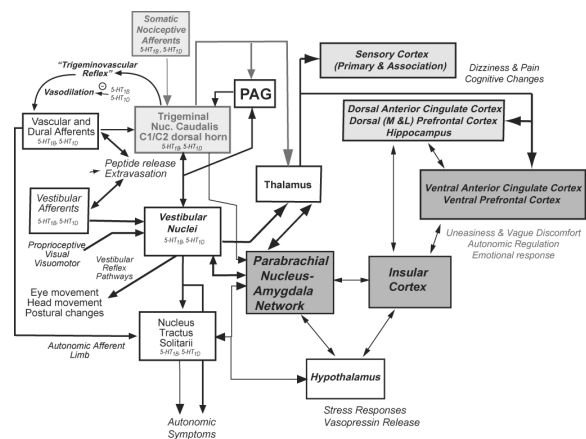 Somatic
Nociceptive
Afferents
5-HT1B, 5-HT1D
"Trigeminovascular
Reflex"
Vasodilation
5-HT1B
5-HT1D
PAG
Sensory Cortex
(Primary & Association)
Dizziness & Pain
Cognitive Changes
Vascular and
Dural Afferents
5-HT1B, 5-HT1D
Trigeminal
Nuc. Caudalis
C1/C2 dorsal horn
5-HT1B, 5-HT1D
Dorsal Anterior Cingulate Cortex
Dorsal (M &L) Prefrontal Cortex
Hippocampus
Peptide release
Extravasation
Thalamus
Ventral Anterior Cingulate Cortex
Ventral Prefrontal Cortex
Vestibular
Afferents
5-HT1B, 5-HT1D
Vestibular
Nuclei
5-HT1B, 5-HT1D
Uneasiness & Vague Discomfort
Autonomic Regulation
Emotional response
Proprioceptive
Visual
Visuomotor
Vestibular
Reflex
Pathways
Parabrachial
Nucleus-
Amygdala
Network
Insular
Cortex
Eye movement
Head movement
Postural changes
Nucleus
Tractus
Solitarii
5-HT1B, 5-HT1D
Autonomic Afferent
Limb
Hypothalamus
Autonomic
Symptoms
Stress Responses
Vasopressin Release